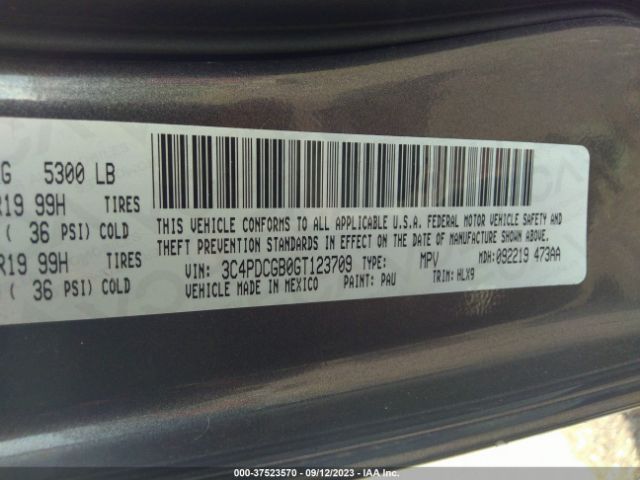 G 5300 LB
R19 99H TIRES
( 36 PSI) COLD
R19 99H TIRES
( 36 PSI) COLD
THIS VEHICLE CONFORMS TO ALL APPLICABLE U.S.A. FEDERAL MOTOR VEHICLE SAFETY AND
THEFT PREVENTION STANDARDS IN EFFECT ON THE DATE OF MANUFACTURE SHOWN ABOVE.
VIN: 3C4PDCGB0GT123709 TYPE: MPV MDH: 092219 473AA
VEHICLE MADE IN MEXICO PAINT: PAU TRIM: HLX9
000-37523570 - 09/12/2023 - IAA Inc.